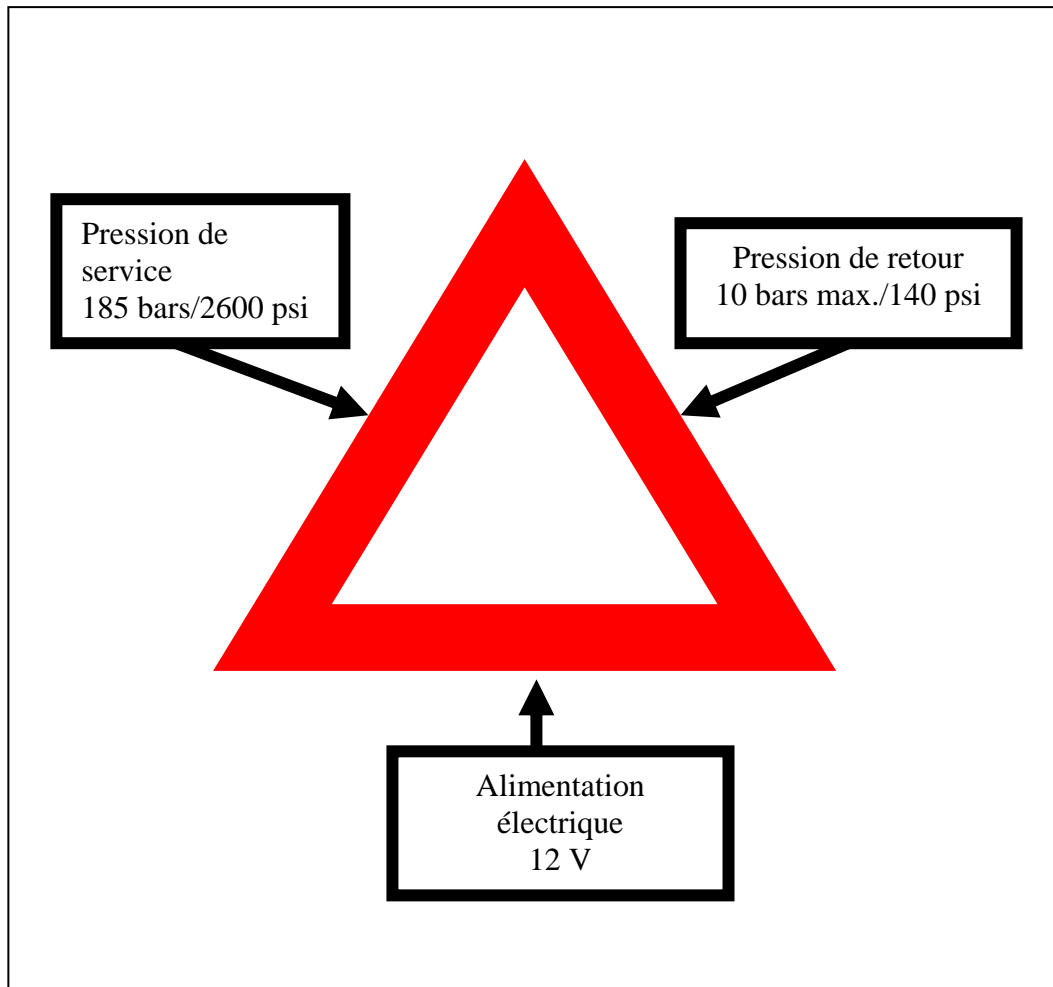 Pression de
service
185 bars/2600 psi
Pression de retour
10 bars max./140 psi
Alimentation
électrique
12 V